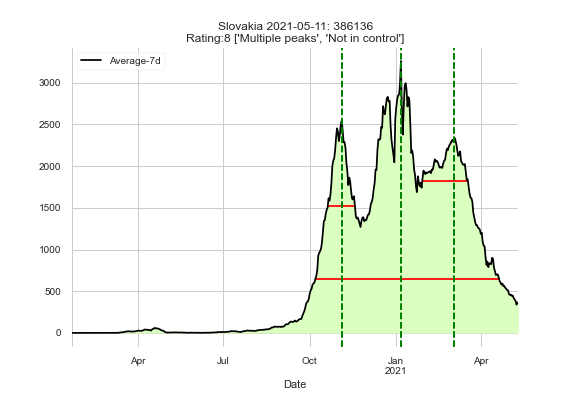 Slovakia 2021-05-11: 386136
Rating:8 ['Multiple peaks', 'Not in control']
Average-7d
3000
2500
2000
1500
1000
500
0
Apr
Jul
Oct
Jan
2021
Apr
Date